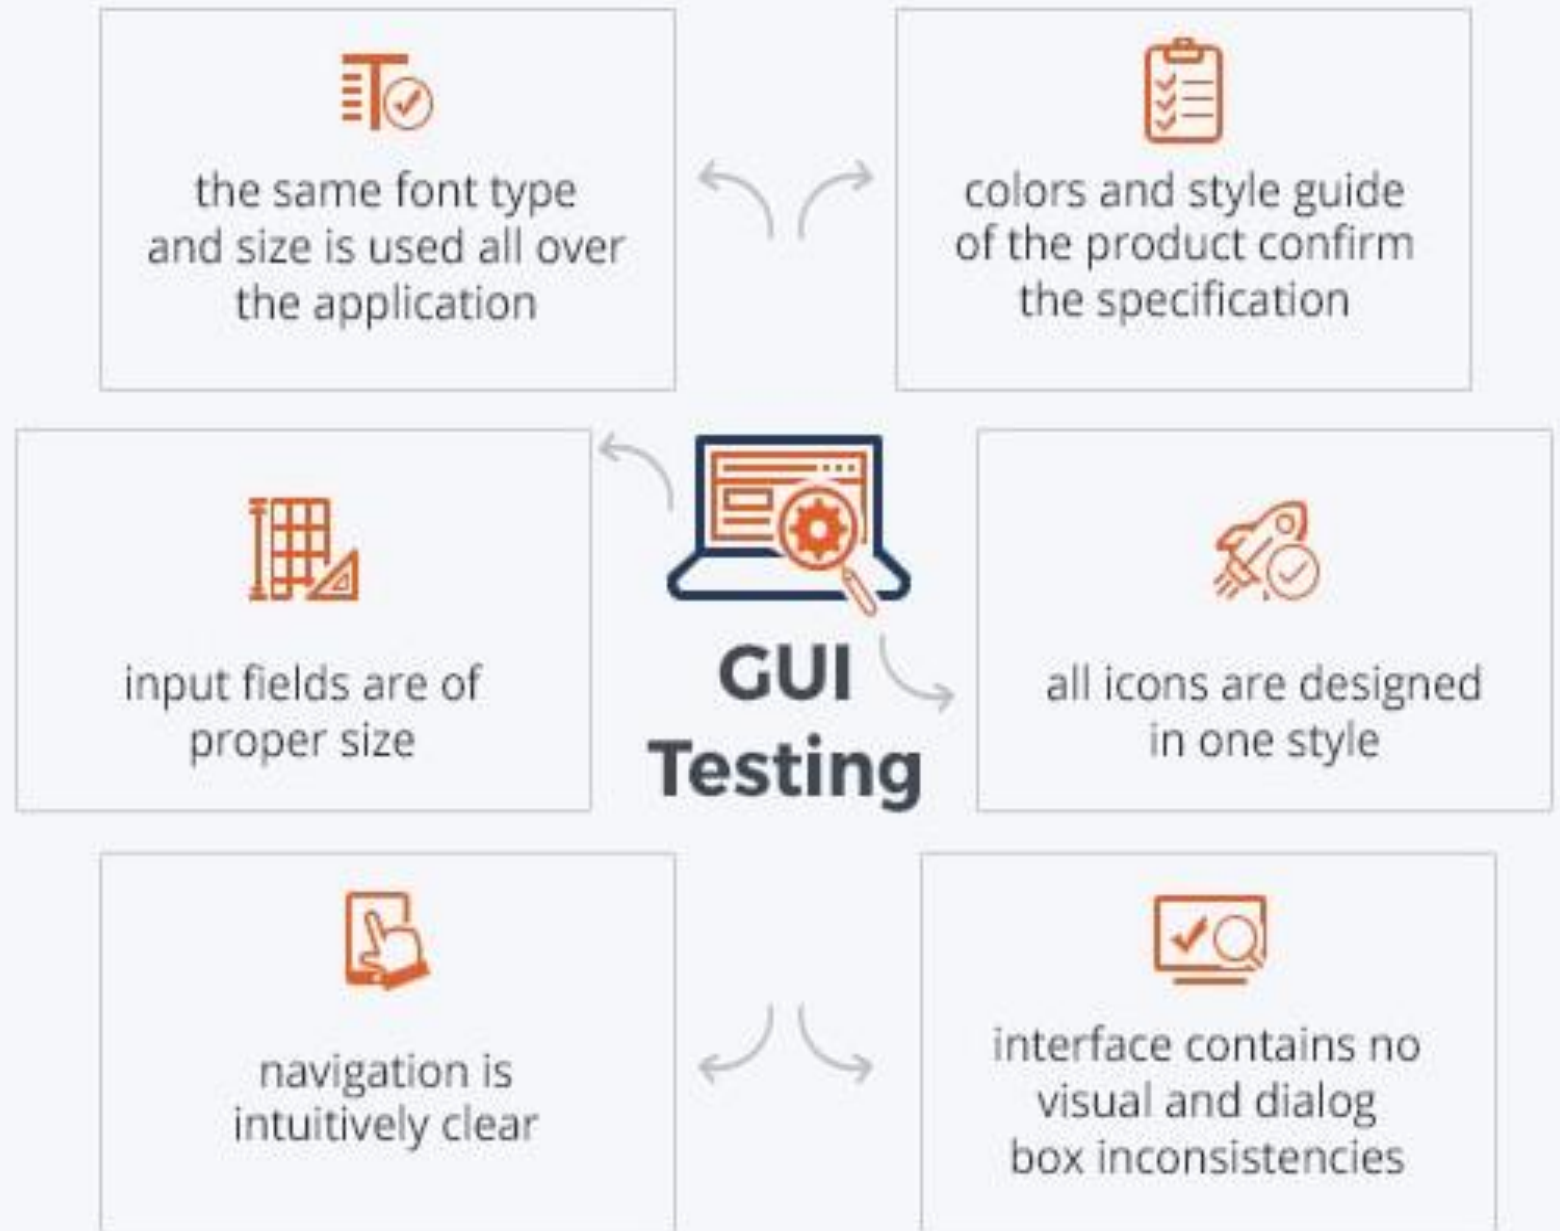 the same font type
and size is used all over
the application
colors and style guide
of the product confirm
the specification
input fields are of
proper size
GUI
Testing
all icons are designed
in one style
navigation is
intuitively clear
interface contains no
visual and dialog
box inconsistencies